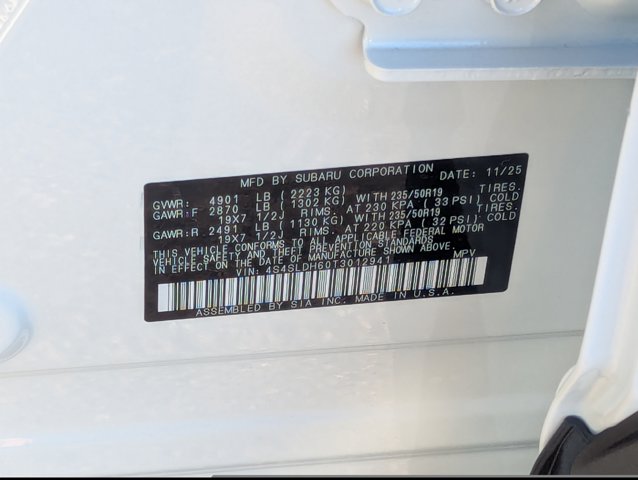 MFD BY SUBARU CORPORATION DATE: 11/25
GVWR: 4901 LB ( 2223 KG)
GAWR:F 2870 LB ( 1302 KG) WITH 235/50R19 TIRES.
19X7 1/2J RIMS. AT 230 KPA ( 33 PSI) COLD
GAWR:R 2491 LB ( 1130 KG) WITH 235/50R19 TIRES.
19X7 1/2J RIMS. AT 220 KPA ( 32 PSI) COLD
THIS VEHICLE CONFORMS TO ALL APPLICABLE FEDERAL MOTOR
VEHICLE SAFETY AND THEFT PREVENTION STANDARDS
IN EFFECT ON THE DATE OF MANUFACTURE SHOWN ABOVE.
VIN: 4S4SLDH60T3012941 MPV
ASSEMBLED BY SIA INC. MADE IN U.S.A.